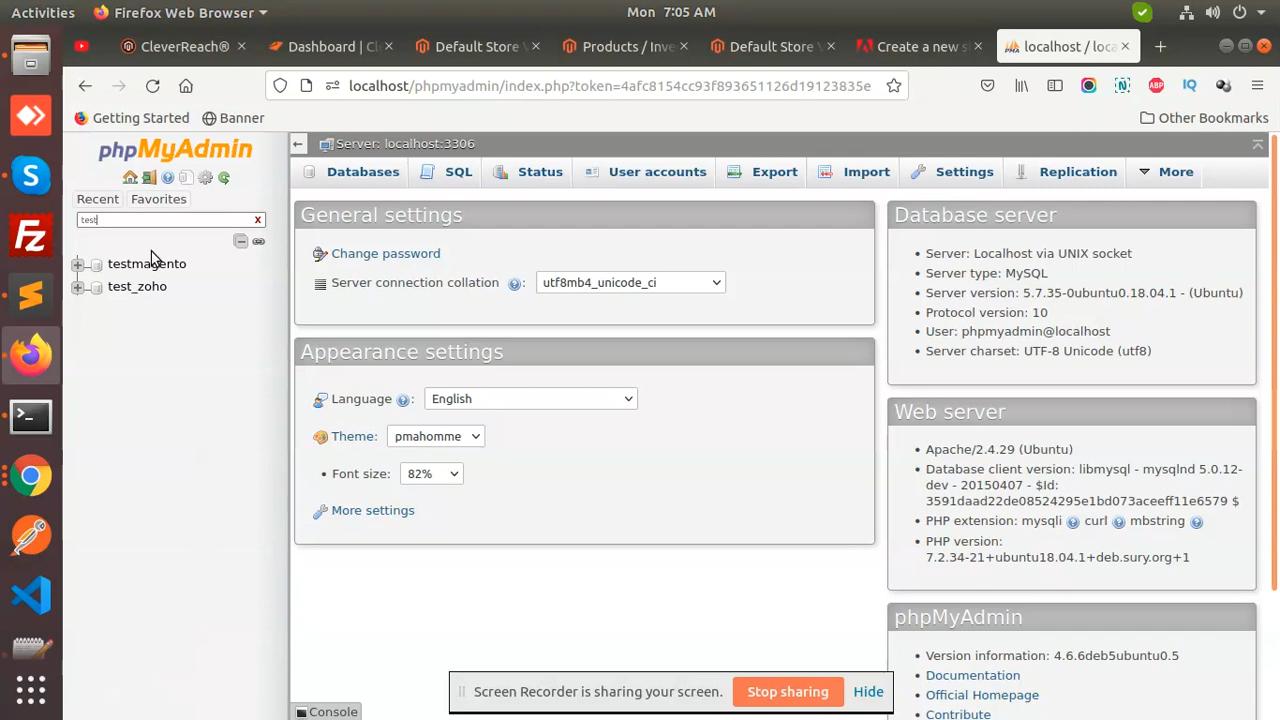 Activities Firefox Web Browser Mon 7:05 AM
CleverReach® Dashboard | Cl Default Store V Products / Inve Default Store V Create a new s localhost / loca
localhost/phpmyadmin/index.php?token=4afc8154cc93f893651126d19123835e
Getting Started Banner Other Bookmarks
phpMyAdmin
Recent Favorites
test
testmagento
test_zoho
Server: localhost:3306
Databases SQL Status User accounts Export Import Settings Replication More
General settings
Change password
Server connection collation : utf8mb4_unicode_ci
Appearance settings
Language : English
Theme: pmahomme
• Font size: 82%
More settings
Database server
• Server: Localhost via UNIX socket
• Server type: MySQL
• Server version: 5.7.35-0ubuntu0.18.04.1 - (Ubuntu)
• Protocol version: 10
• User: phpmyadmin@localhost
• Server charset: UTF-8 Unicode (utf8)
Web server
• Apache/2.4.29 (Ubuntu)
• Database client version: libmysql - mysqlnd 5.0.12-
dev - 20150407 - $Id:
3591daad22de08524295e1bd073aceeff11e6579 $
• PHP extension: mysqli curl mbstring
• PHP version:
7.2.34-21+ubuntu18.04.1+deb.sury.org+1
phpMyAdmin
• Version information: 4.6.6deb5ubuntu0.5
• Documentation
• Official Homepage
• Contribute
Screen Recorder is sharing your screen. Stop sharing Hide
Console